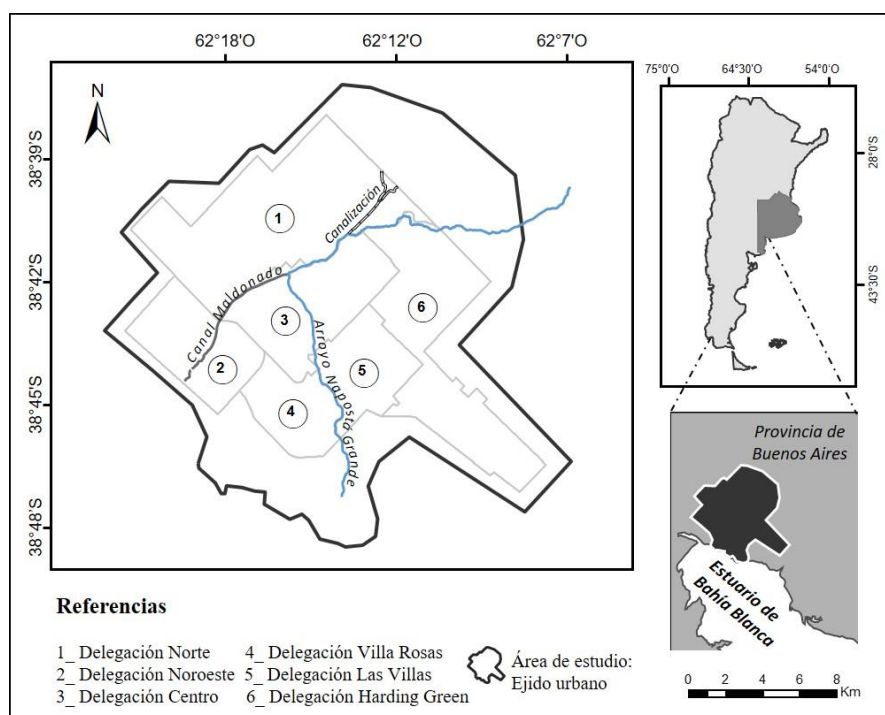 62°18'O 62°12'O 62°7'O
N
38°39'S
38°42'S
38°45'S
38°48'S
Canalización
Canal Maldonado
Arroyo Napostá Grande
1
2
3
4
5
6
75°0'O 64°30'O 54°0'O
28°0'S
43°30'S
Provincia de
Buenos Aires
Estuario de
Bahía Blanca
0 2 4 6 8
Km
Referencias
1_ Delegación Norte 4_ Delegación Villa Rosas
2_ Delegación Noroeste 5_ Delegación Las Villas
3_ Delegación Centro 6_ Delegación Harding Green
Área de estudio:
Ejido urbano